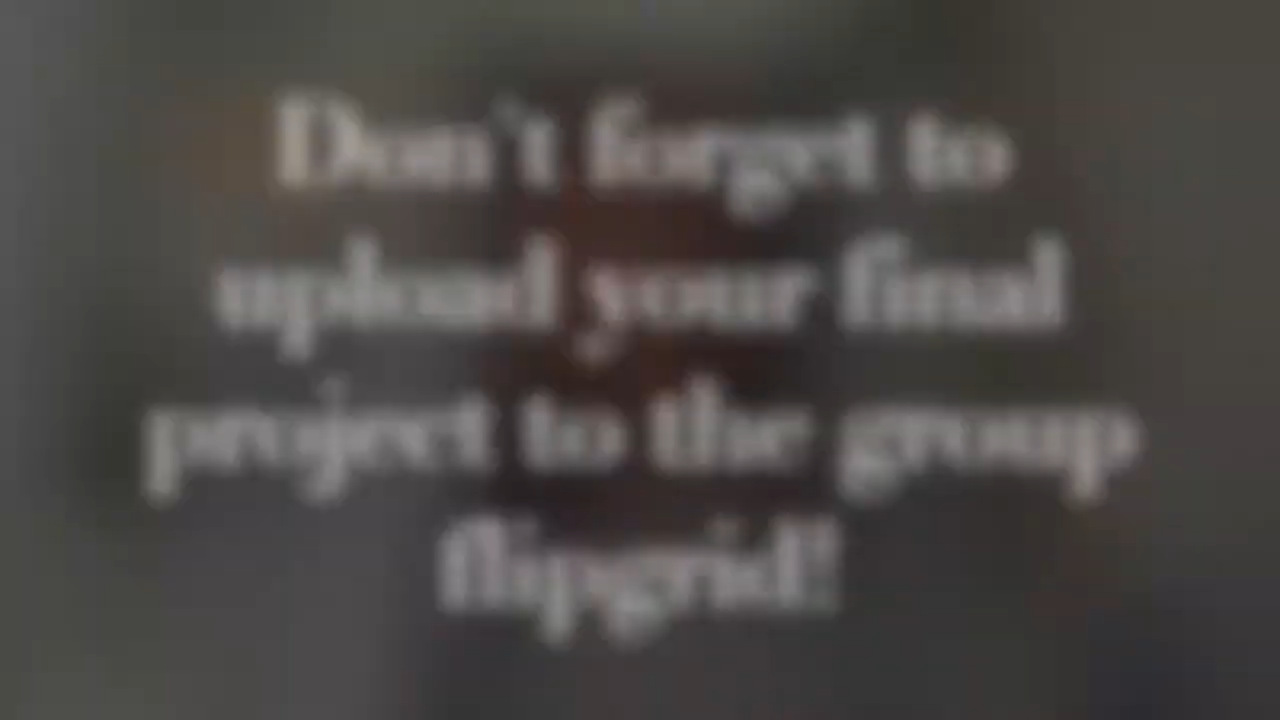 Don't forget to
upload your final
project to the group
flipgrid!